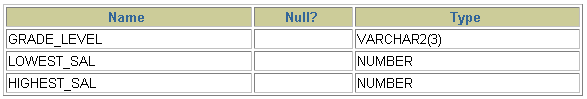 Name Null? Type
GRADE_LEVEL VARCHAR2(3)
LOWEST_SAL NUMBER
HIGHEST_SAL NUMBER